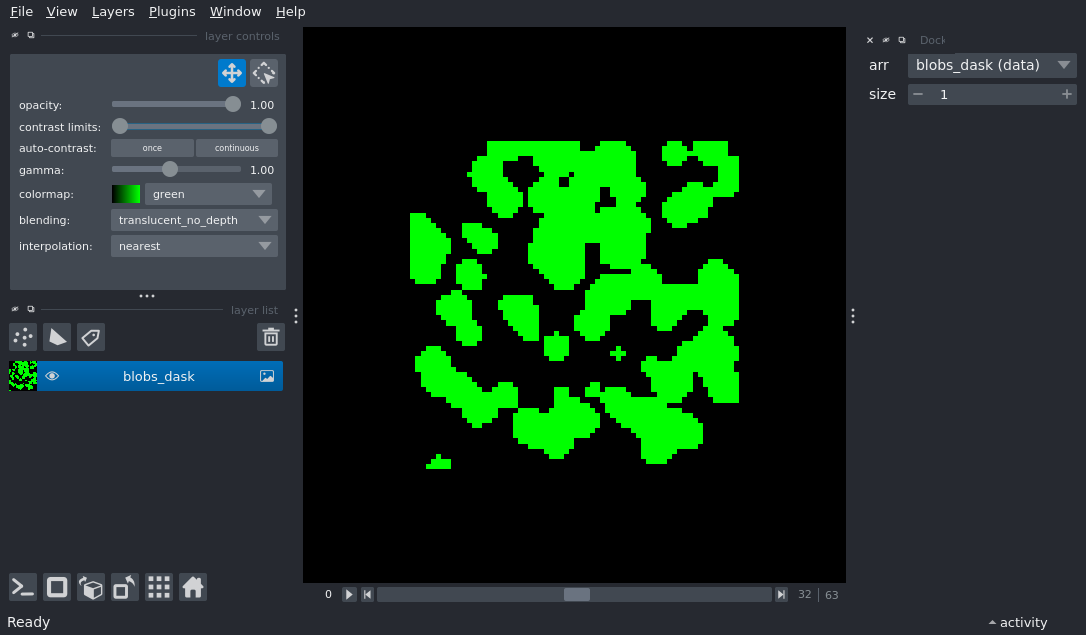 File View Layers Plugins Window Help
layer controls
Dock
arr blobs_dask (data)
size 1
opacity: 1.00
contrast limits:
auto-contrast: once continuous
gamma: 1.00
colormap: green
blending: translucent_no_depth
interpolation: nearest
layer list
blobs_dask
0 32 63
Ready activity